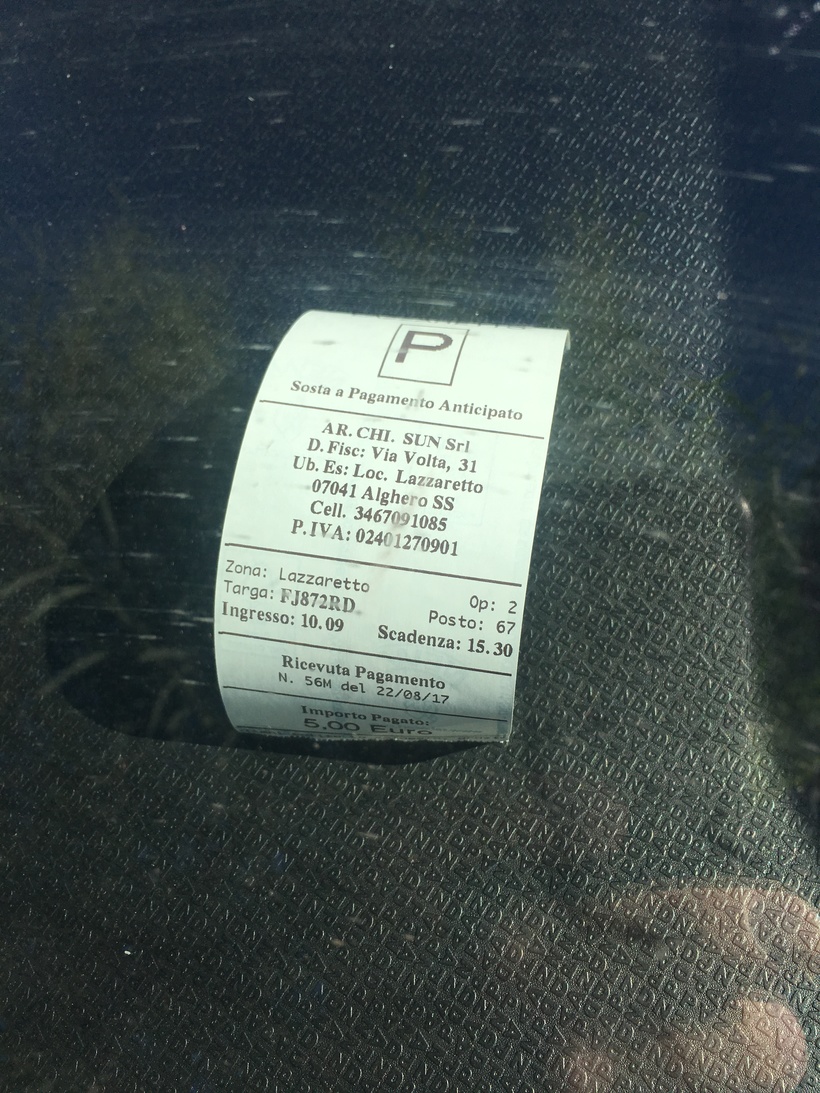 P
Sosta a Pagamento Anticipato
AR.CHI. SUN Srl
D.Fisc: Via Volta, 31
Ub.Es: Loc. Lazzaretto
07041 Alghero SS
Cell. 3467091085
P.IVA: 02401270901
Zona: Lazzaretto Op: 2
Targa: FJ872RD Posto: 67
Ingresso: 10.09 Scadenza: 15.30
Ricevuta Pagamento
N. 56M del 22/08/17
Importo Pagato:
5,00 Euro